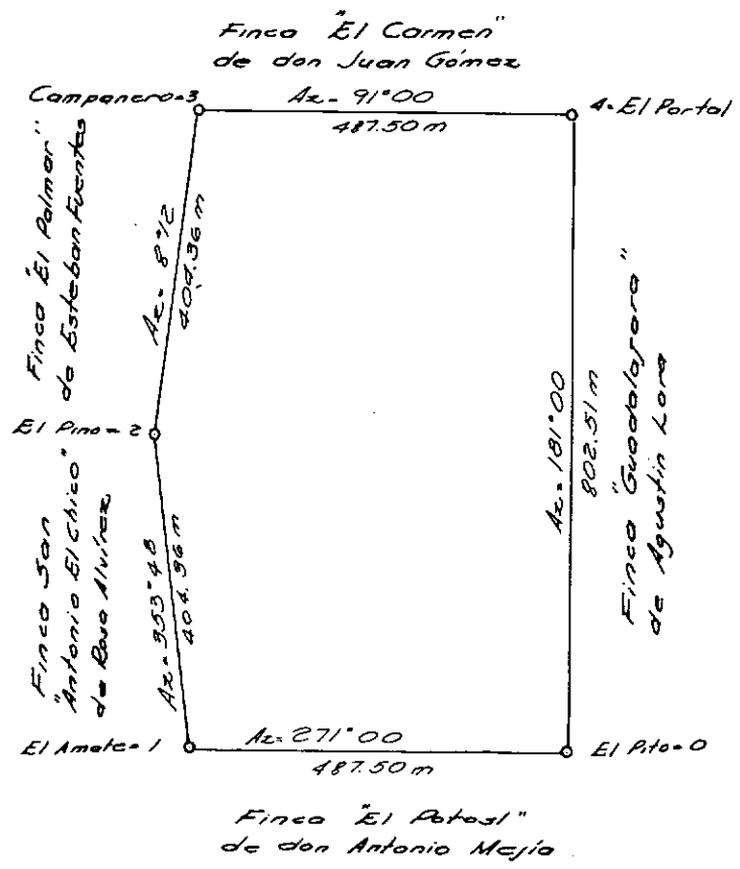 Finca "El Carmen"
de don Juan Gómez
Campanero=3
Az= 91°00
487.50 m
4=El Portal
Finca "El Palmar"
de Esteban Fuentes
Az= 8°12
404.36 m
El Pino=2
Finca San
"Antonio El Chico"
de Rosa Alvírez
Az=353°48
404.36 m
Az= 181°00
802.51 m
Finca "Guadalajara"
de Agustín Lara
El Amate=1
Az=271°00
487.50 m
El Pito=0
Finca "El Potosí"
de don Antonio Mejía